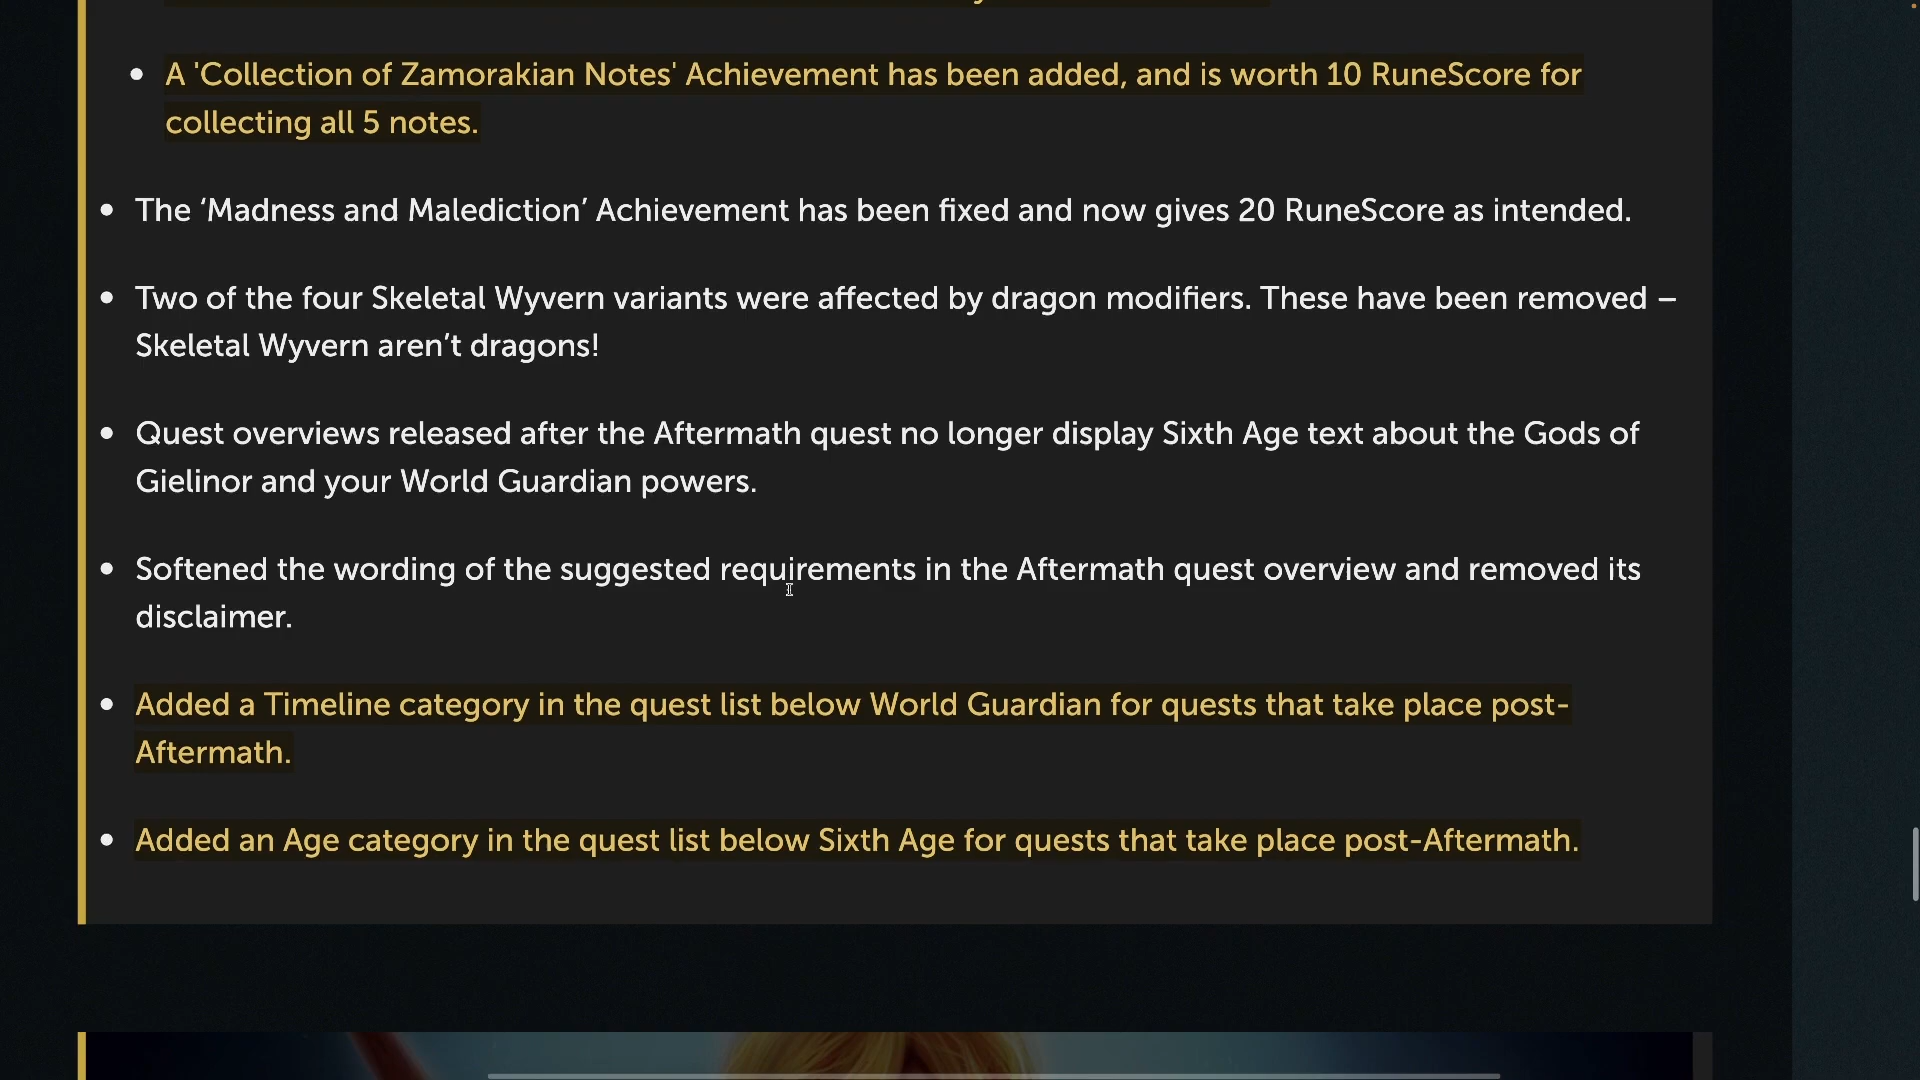 A 'Collection of Zamorakian Notes' Achievement has been added, and is worth 10 RuneScore for
collecting all 5 notes.
The ‘Madness and Malediction’ Achievement has been fixed and now gives 20 RuneScore as intended.
Two of the four Skeletal Wyvern variants were affected by dragon modifiers. These have been removed –
Skeletal Wyvern aren’t dragons!
Quest overviews released after the Aftermath quest no longer display Sixth Age text about the Gods of
Gielinor and your World Guardian powers.
Softened the wording of the suggested requirements in the Aftermath quest overview and removed its
disclaimer.
Added a Timeline category in the quest list below World Guardian for quests that take place post-
Aftermath.
Added an Age category in the quest list below Sixth Age for quests that take place post-Aftermath.